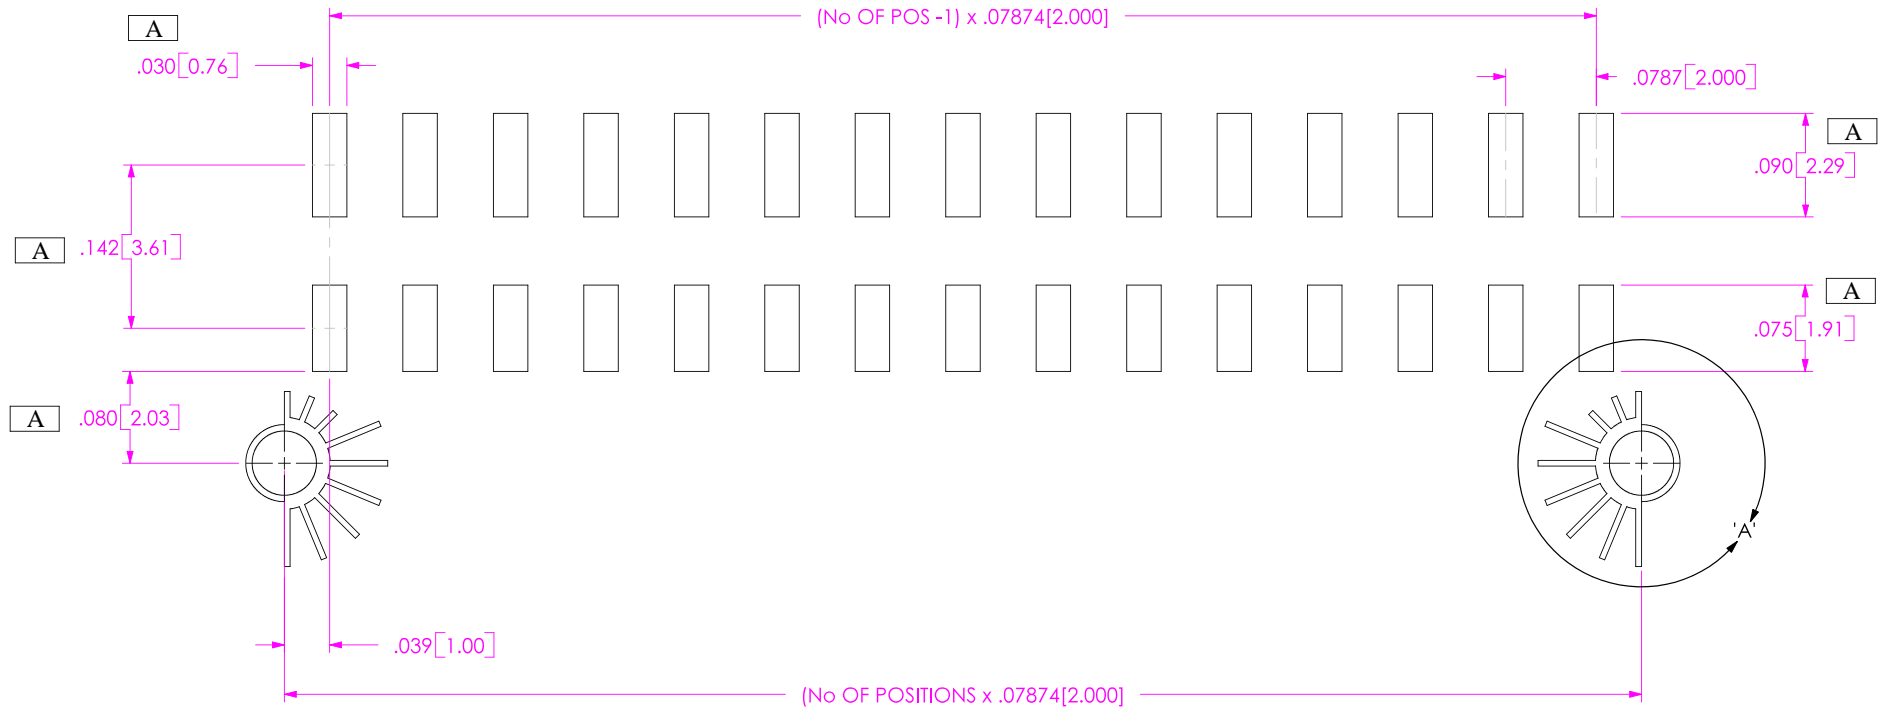 (No OF POS -1) x .07874[2.000]
A
.030[0.76]
.0787[2.000]
A
.090[2.29]
A
.142[3.61]
A
.075[1.91]
A
.080[2.03]
'A'
.039[1.00]
(No OF POSITIONS x .07874[2.000]